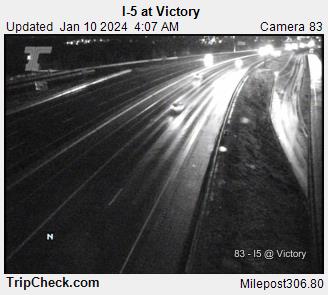 I-5 at Victory
Updated Jan 10 2024 4:07 AM Camera 83
N
83 - I5 @ Victory
TripCheck.com Milepost306.80